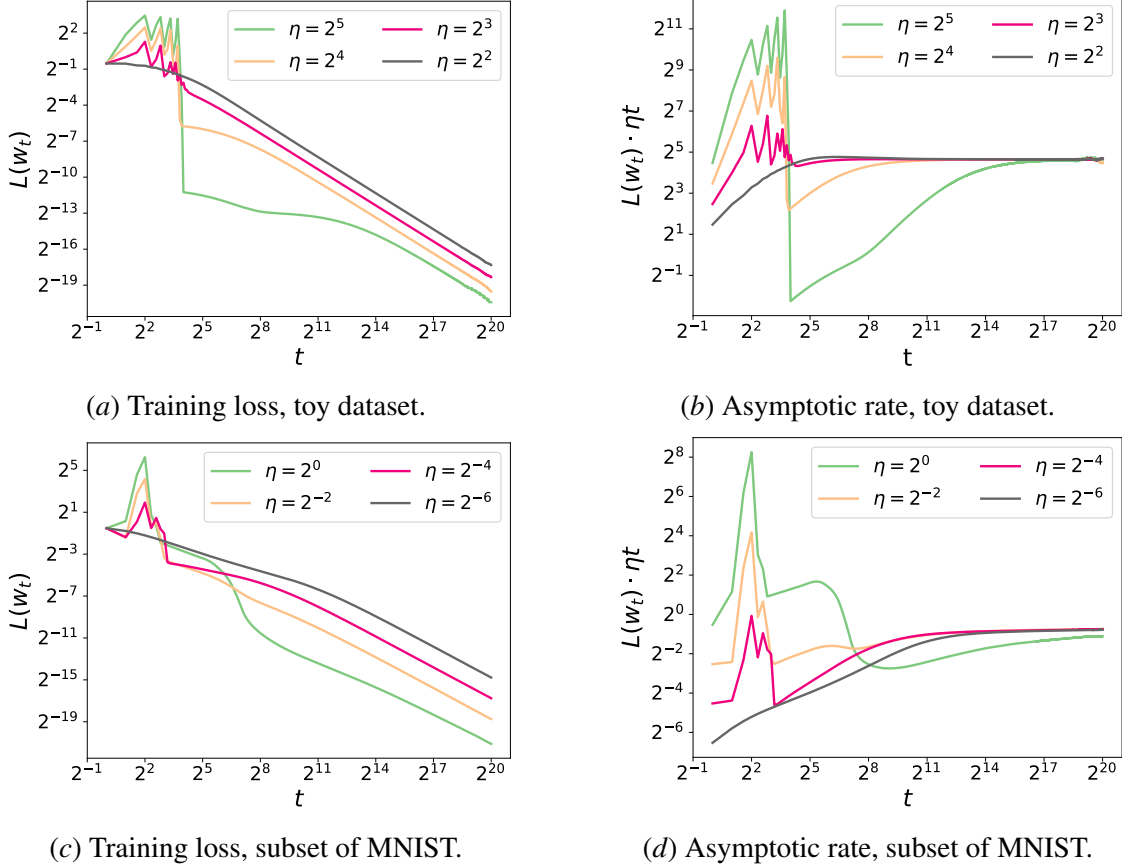 2^2
2^{-1}
2^{-4}
2^{-7}
2^{-10}
2^{-13}
2^{-16}
2^{-19}
L(w_t)
η = 2^5 η = 2^3
η = 2^4 η = 2^2
2^{-1} 2^2 2^5 2^8 2^{11} 2^{14} 2^{17} 2^{20}
t
(a) Training loss, toy dataset.
2^{11}
2^9
2^7
2^5
2^3
2^1
2^{-1}
L(w_t) · ηt
η = 2^5 η = 2^3
η = 2^4 η = 2^2
2^{-1} 2^2 2^5 2^8 2^{11} 2^{14} 2^{17} 2^{20}
t
(b) Asymptotic rate, toy dataset.
2^5
2^1
2^{-3}
2^{-7}
2^{-11}
2^{-15}
2^{-19}
L(w_t)
η = 2^0 η = 2^{-4}
η = 2^{-2} η = 2^{-6}
2^{-1} 2^2 2^5 2^8 2^{11} 2^{14} 2^{17} 2^{20}
t
(c) Training loss, subset of MNIST.
2^8
2^6
2^4
2^2
2^0
2^{-2}
2^{-4}
2^{-6}
L(w_t) · ηt
η = 2^0 η = 2^{-4}
η = 2^{-2} η = 2^{-6}
2^{-1} 2^2 2^5 2^8 2^{11} 2^{14} 2^{17} 2^{20}
t
(d) Asymptotic rate, subset of MNIST.